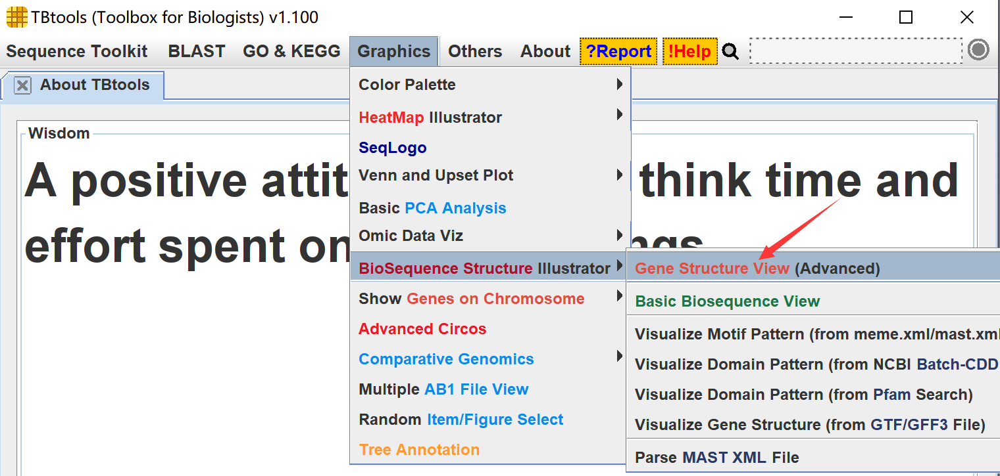 TBtools (Toolbox for Biologists) v1.100
Sequence Toolkit BLAST GO & KEGG Graphics Others About ?Report !Help
About TBtools
Wisdom
A positive attit think time and
effort spent on ngs
Color Palette
HeatMap Illustrator
SeqLogo
Venn and Upset Plot
Basic PCA Analysis
Omic Data Viz
BioSequence Structure Illustrator
Show Genes on Chromosome
Advanced Circos
Comparative Genomics
Multiple AB1 File View
Random Item/Figure Select
Tree Annotation
Gene Structure View (Advanced)
Basic Biosequence View
Visualize Motif Pattern (from meme.xml/mast.xml
Visualize Domain Pattern (from NCBI Batch-CDD
Visualize Domain Pattern (from Pfam Search)
Visualize Gene Structure (from GTF/GFF3 File)
Parse MAST XML File